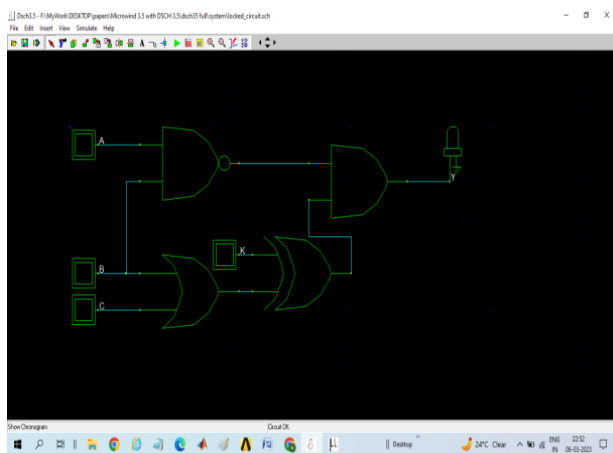 Dsch3.5 - F:\MyWork\DESKTOP\papers\Microwind 3.5 with DSCH 3.5\dsch35 full\system\locked_circuit.sch
File Edit Insert View Simulate Help
A
K
Y
B
C
Show Chronogram Circuit OK
Desktop 24°C Clear ENG 22:52
IN 06-03-2023